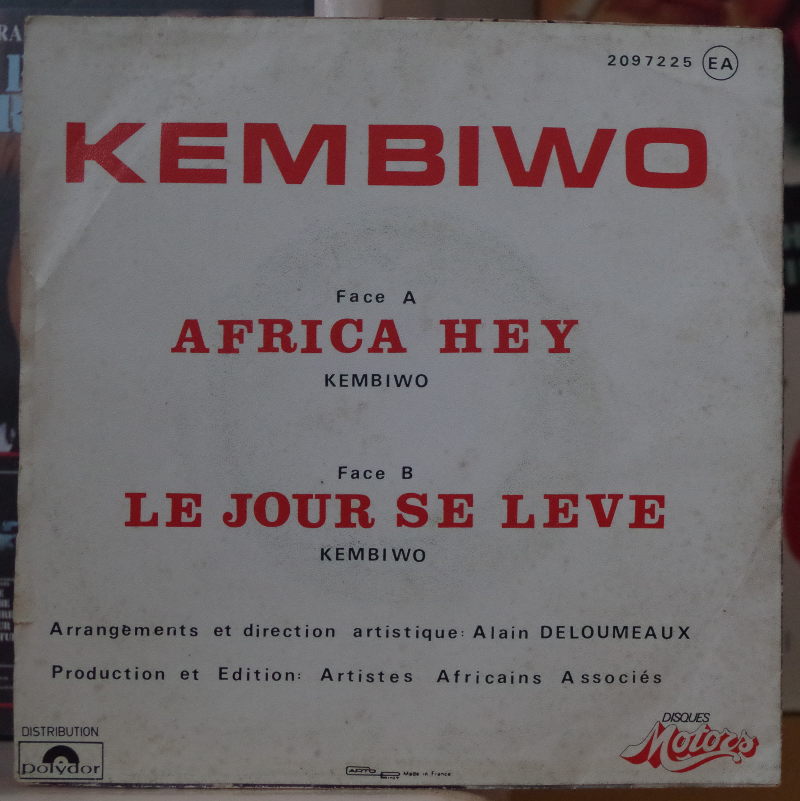 2097225 EA
KEMBIWO
Face A
AFRICA HEY
KEMBIWO
Face B
LE JOUR SE LEVE
KEMBIWO
Arrangements et direction artistique: Alain DELOUMEAUX
Production et Edition: Artistes Africains Associés
DISTRIBUTION
polydor
DISQUES
Motors
Made in France